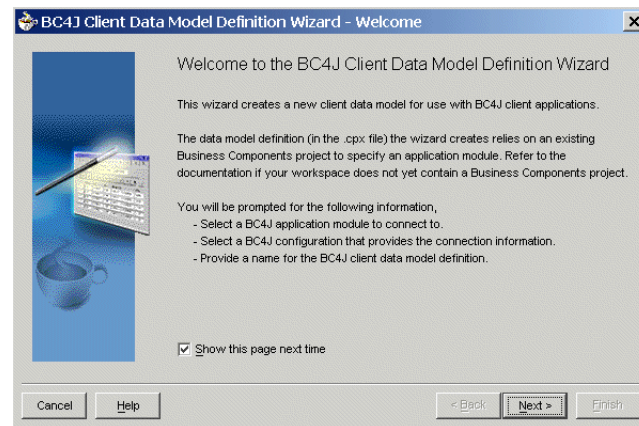 BC4J Client Data Model Definition Wizard - Welcome
Welcome to the BC4J Client Data Model Definition Wizard
This wizard creates a new client data model for use with BC4J client applications.
The data model definition (in the .cpx file) the wizard creates relies on an existing
Business Components project to specify an application module. Refer to the
documentation if your workspace does not yet contain a Business Components project.
You will be prompted for the following information,
- Select a BC4J application module to connect to.
- Select a BC4J configuration that provides the connection information.
- Provide a name for the BC4J client data model definition.
Show this page next time
Cancel Help < Back Next > Finish